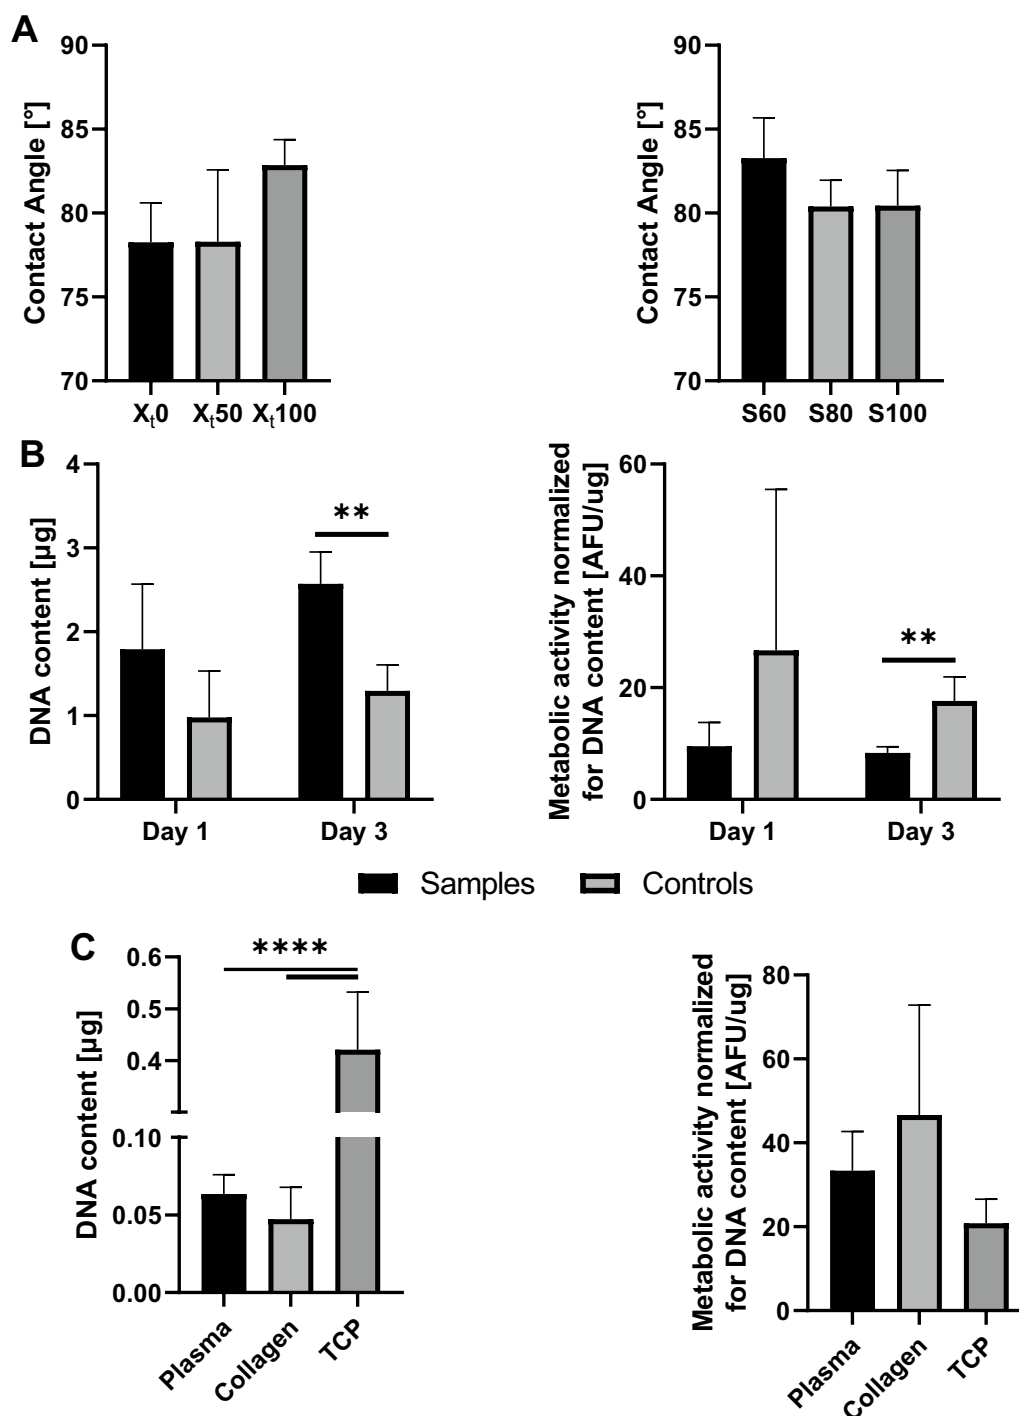 A
Contact Angle [°]
90
85
80
75
70
Xt0 Xt50 Xt100
Contact Angle [°]
90
85
80
75
70
S60 S80 S100
B
DNA content [µg]
4
3
2
1
0
**
Day 1 Day 3
Metabolic activity normalized
for DNA content [AFU/ug]
60
40
20
0
**
Day 1 Day 3
Samples Controls
C
DNA content [µg]
0.6
0.5
0.4
0.10
0.05
0.00
****
Plasma
Collagen
TCP
Metabolic activity normalized
for DNA content [AFU/ug]
80
60
40
20
0
Plasma
Collagen
TCP